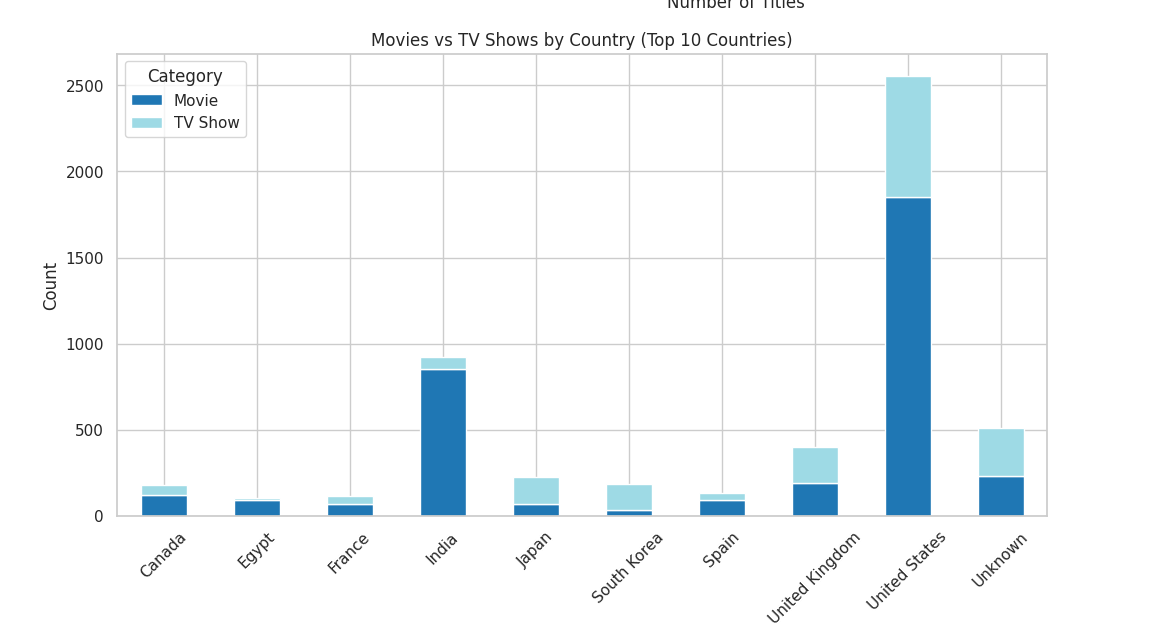 Number of Titles
Movies vs TV Shows by Country (Top 10 Countries)
Category
Movie
TV Show
2500
2000
1500
1000
500
0
Count
Canada
Egypt
France
India
Japan
South Korea
Spain
United Kingdom
United States
Unknown